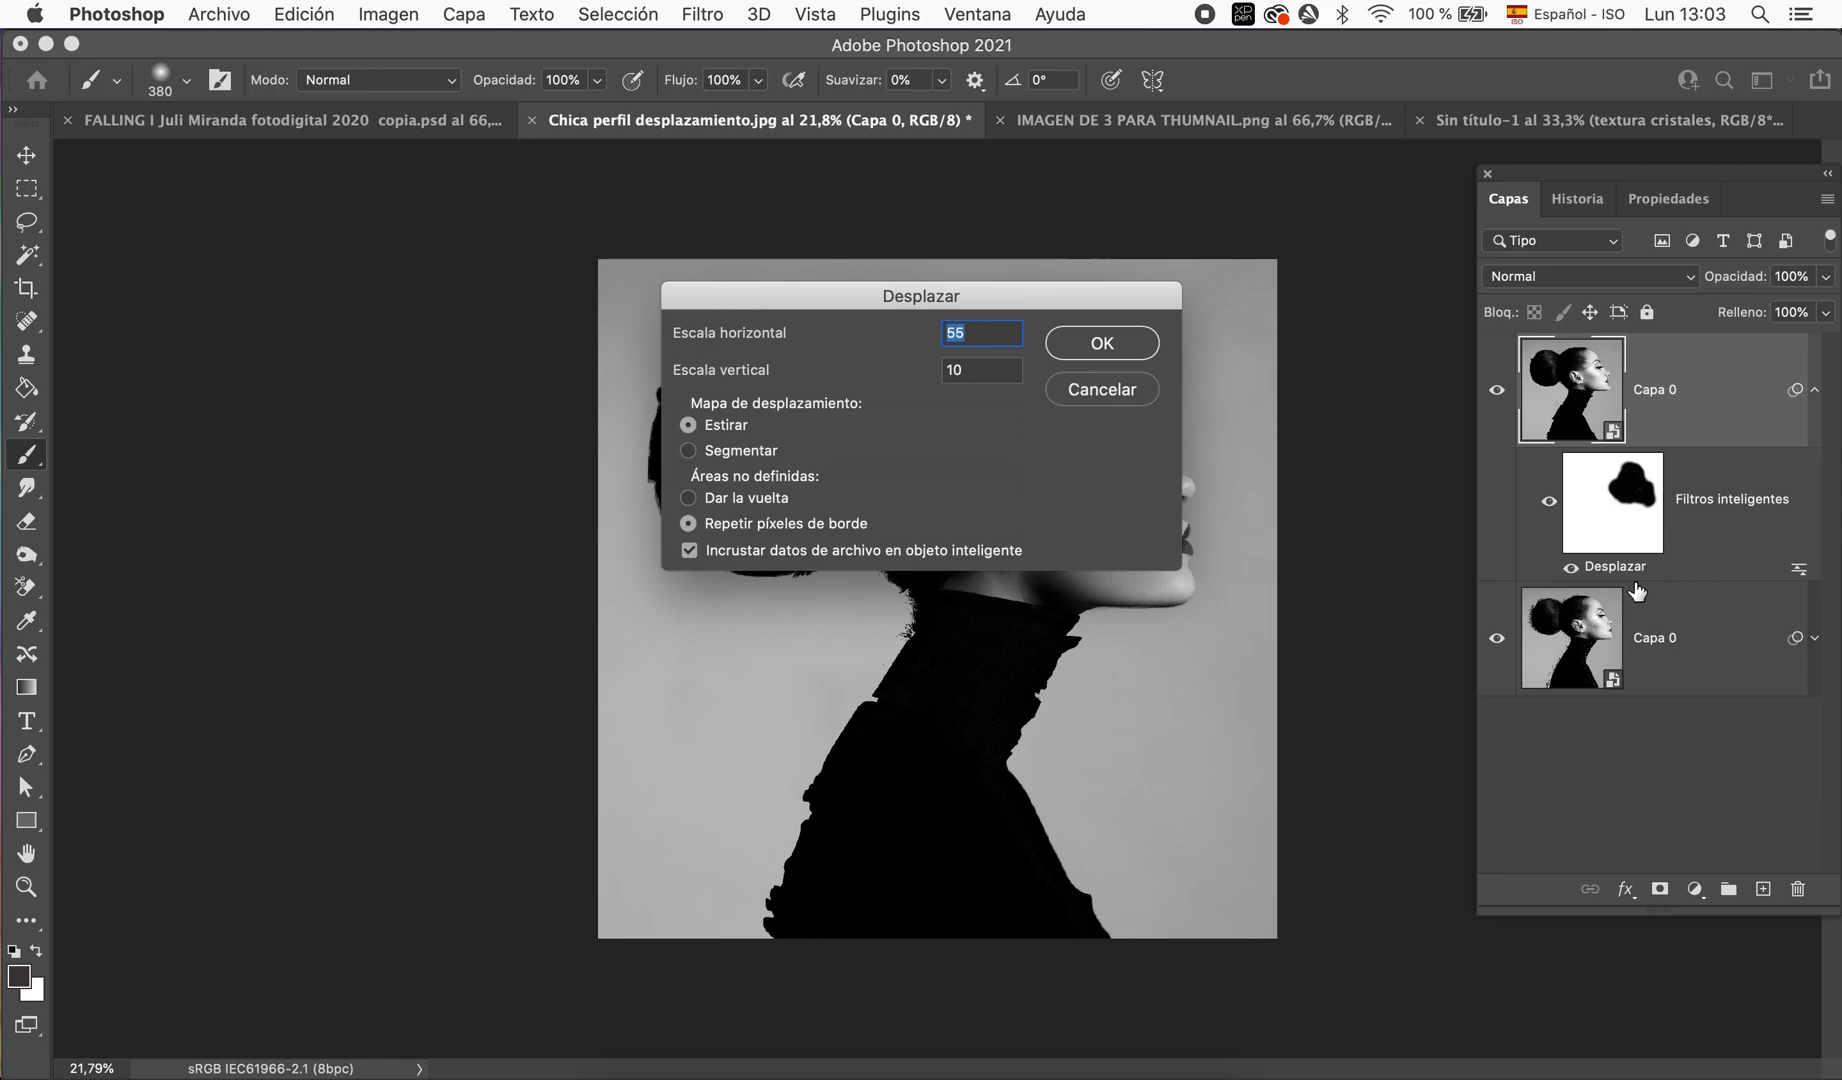 Photoshop Archivo Edición Imagen Capa Texto Selección Filtro 3D Vista Plugins Ventana Ayuda XP pen 100 % ISO Español - ISO Lun 13:03
Adobe Photoshop 2021
380 Modo: Normal Opacidad: 100% Flujo: 100% Suavizar: 0% 0°
FALLING I Juli Miranda fotodigital 2020 copia.psd al 66,... Chica perfil desplazamiento.jpg al 21,8% (Capa 0, RGB/8) * IMAGEN DE 3 PARA THUMNAIL.png al 66,7% (RGB/... Sin título-1 al 33,3% (textura cristales, RGB/8*...
Capas Historia Propiedades
Tipo
Normal Opacidad: 100%
Bloq.: Relleno: 100%
Capa 0
Filtros inteligentes
Desplazar
Capa 0
Desplazar
Escala horizontal 55
Escala vertical 10
OK
Cancelar
Mapa de desplazamiento:
Estirar
Segmentar
Áreas no definidas:
Dar la vuelta
Repetir píxeles de borde
Incrustar datos de archivo en objeto inteligente
fx
21,79% sRGB IEC61966-2.1 (8bpc)